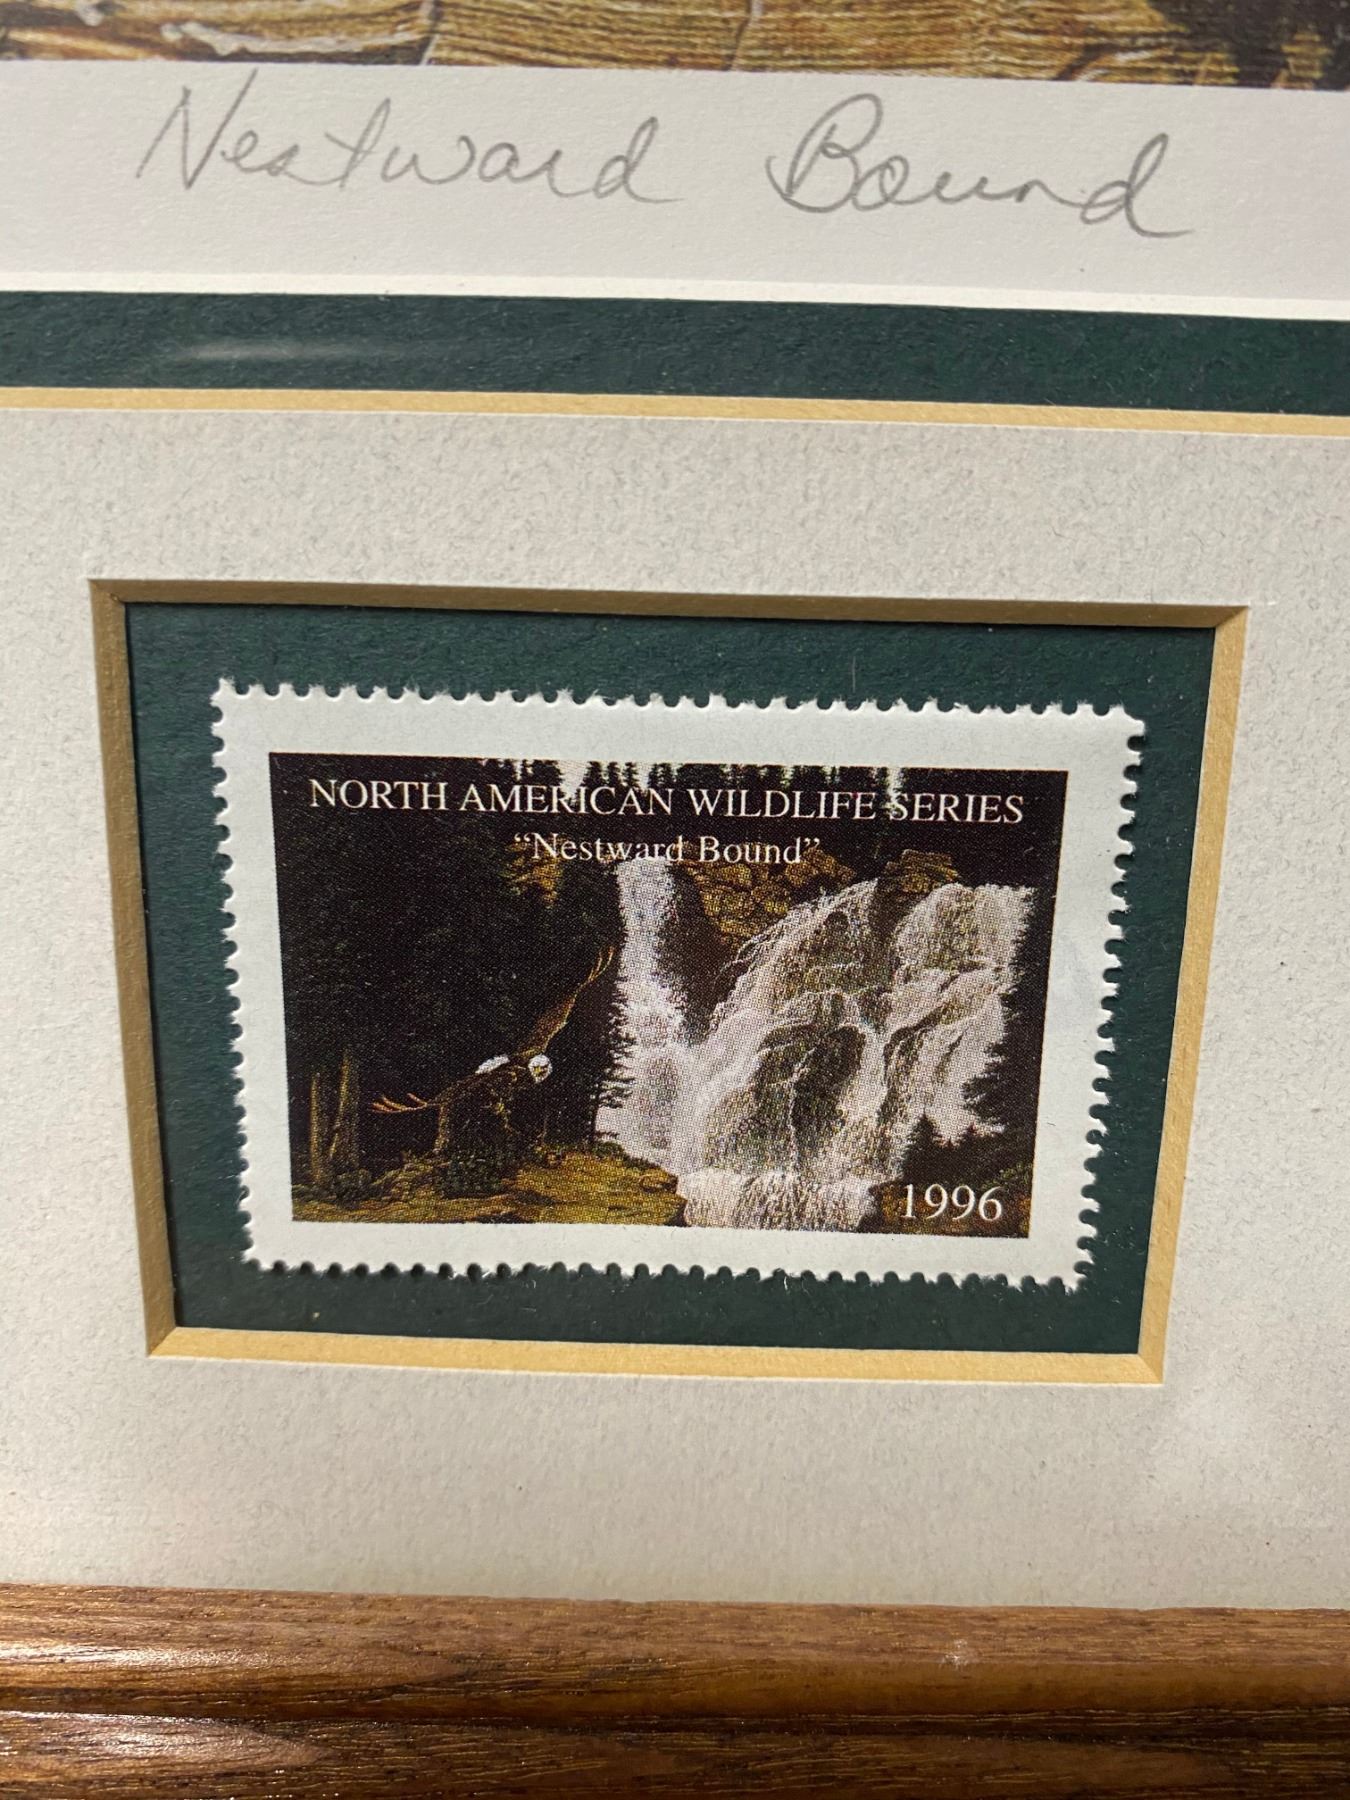 Nestward Bound
NORTH AMERICAN WILDLIFE SERIES
“Nestward Bound”
1996